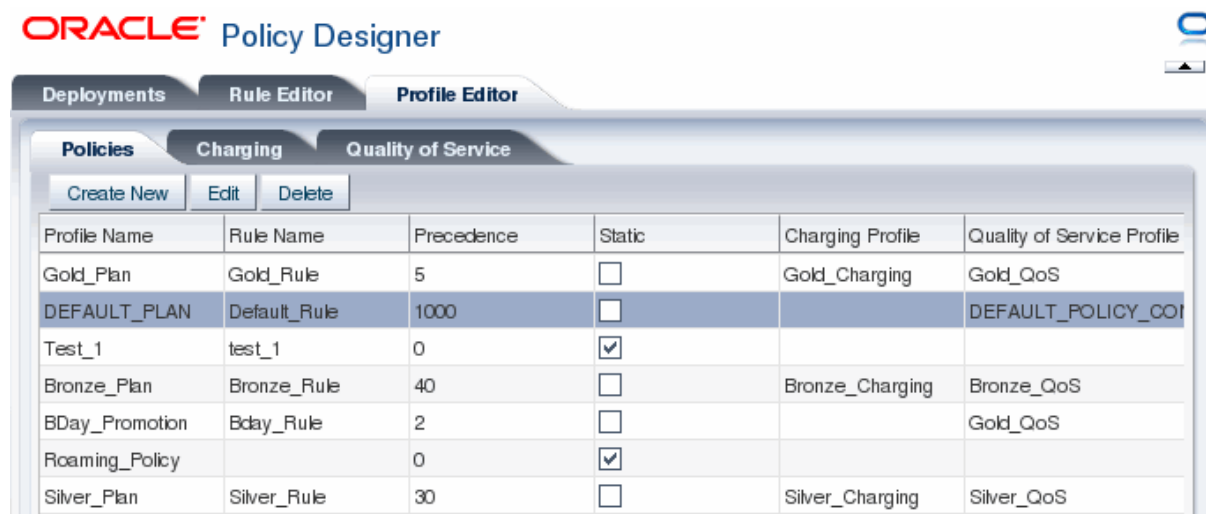 ORACLE Policy Designer
Deployments Rule Editor Profile Editor
Policies Charging Quality of Service
Create New Edit Delete
Profile Name Rule Name Precedence Static Charging Profile Quality of Service Profile
Gold_Plan Gold_Rule 5 Gold_Charging Gold_QoS
DEFAULT_PLAN Default_Rule 1000 DEFAULT_POLICY_CON
Test_1 test_1 0
Bronze_Plan Bronze_Rule 40 Bronze_Charging Bronze_QoS
BDay_Promotion Bday_Rule 2 Gold_QoS
Roaming_Policy 0
Silver_Plan Silver_Rule 30 Silver_Charging Silver_QoS